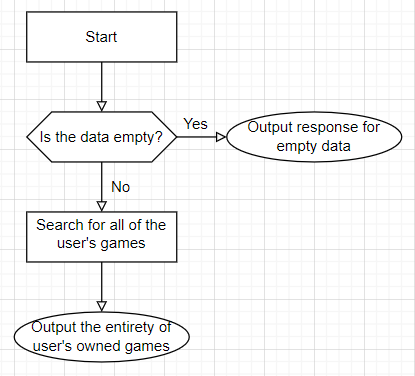 Start
Is the data empty?
Yes
Output response for
empty data
No
Search for all of the
user's games
Output the entirety of
user's owned games